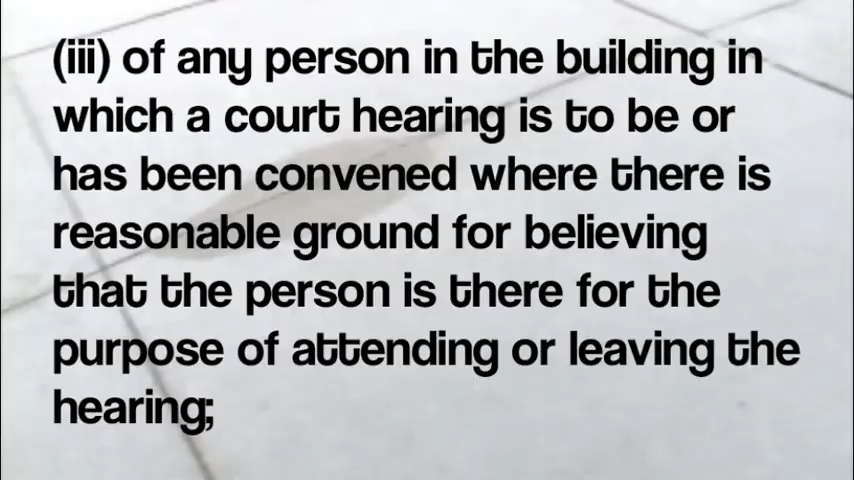 (iii) of any person in the building in
which a court hearing is to be or
has been convened where there is
reasonable ground for believing
that the person is there for the
purpose of attending or leaving the
hearing;